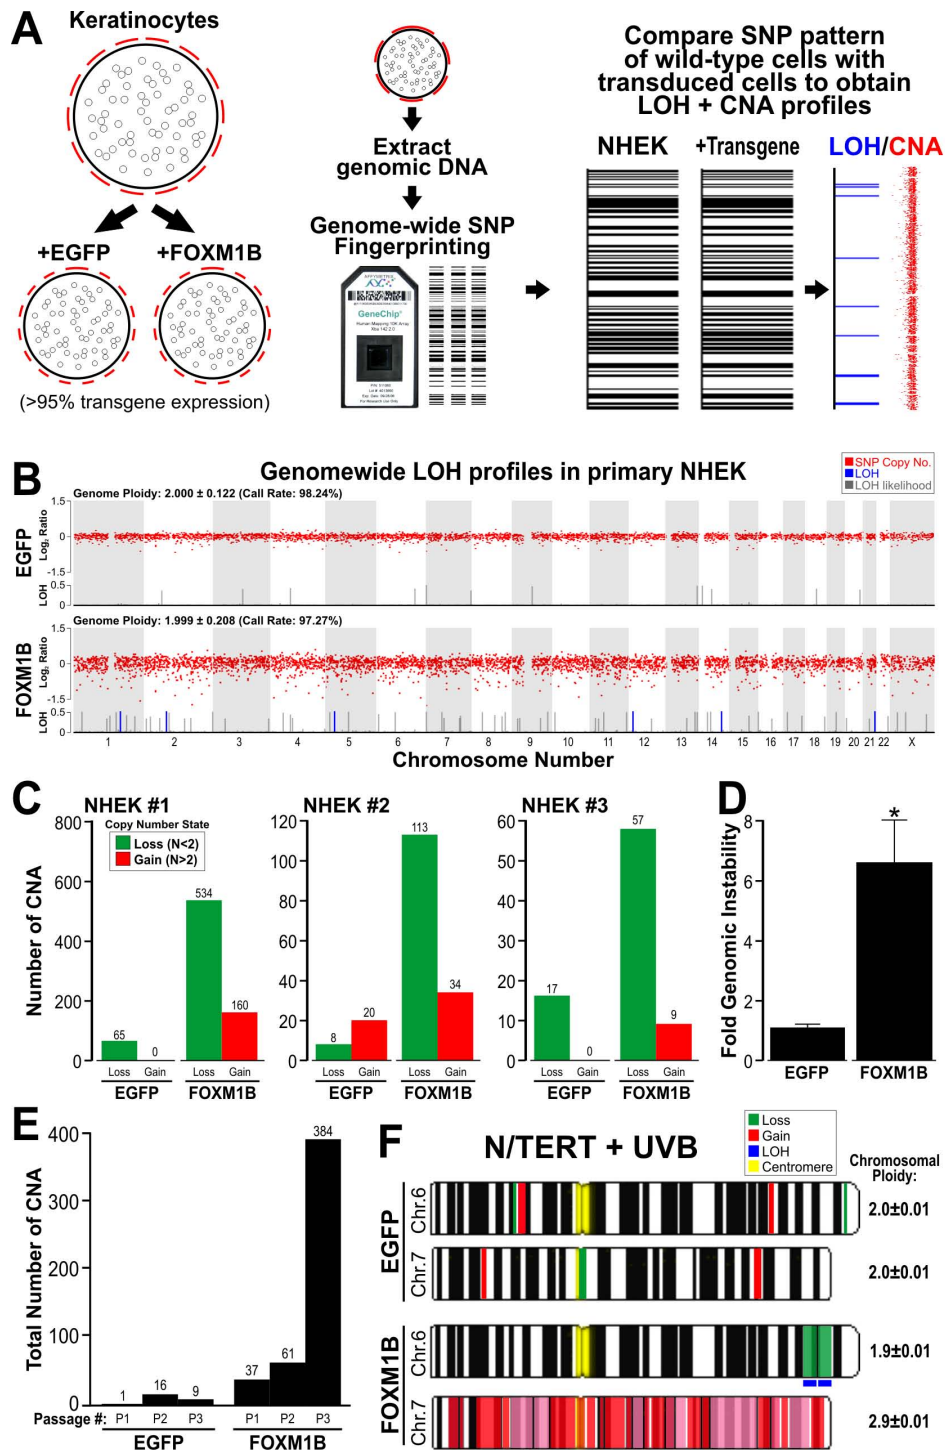 A
Keratinocytes
+EGFP
+FOXM1B
(>95% transgene expression)
Extract
genomic DNA
Genome-wide SNP
Fingerprinting
GeneChip®
Human Mapping 10K Array
Xba 142 2.0
For Research Use Only
Compare SNP pattern
of wild-type cells with
transduced cells to obtain
LOH + CNA profiles
NHEK
+Transgene
LOH/CNA
B
Genomewide LOH profiles in primary NHEK
SNP Copy No.
LOH
LOH likelihood
Genome Ploidy: 2.000 ± 0.122 (Call Rate: 98.24%)
EGFP
Log2 Ratio
1.5
0
-1.5
LOH
0.5
0
Genome Ploidy: 1.999 ± 0.208 (Call Rate: 97.27%)
FOXM1B
Log2 Ratio
1.5
0
-1.5
LOH
0.5
0
1 2 3 4 5 6 7 8 9 10 11 12 13 14 15 16 17 18 19 20 21 22 X
Chromosome Number
C
NHEK #1
Copy Number State
Loss (N<2)
Gain (N>2)
Number of CNA
800
600
400
200
0
65
0
534
160
Loss Gain Loss Gain
EGFP FOXM1B
NHEK #2
120
100
80
60
40
20
0
8
20
113
34
Loss Gain Loss Gain
EGFP FOXM1B
NHEK #3
60
50
40
30
20
10
0
17
0
57
9
Loss Gain Loss Gain
EGFP FOXM1B
D
Fold Genomic Instability
8
6
4
2
0
*
EGFP FOXM1B
E
Total Number of CNA
400
300
200
100
0
1
16
9
37
61
384
Passage #: P1 P2 P3 P1 P2 P3
EGFP FOXM1B
F
N/TERT + UVB
Loss
Gain
LOH
Centromere
Chromosomal
Ploidy:
EGFP
Chr.6
2.0±0.01
Chr.7
2.0±0.01
FOXM1B
Chr.6
1.9±0.01
Chr.7
2.9±0.01